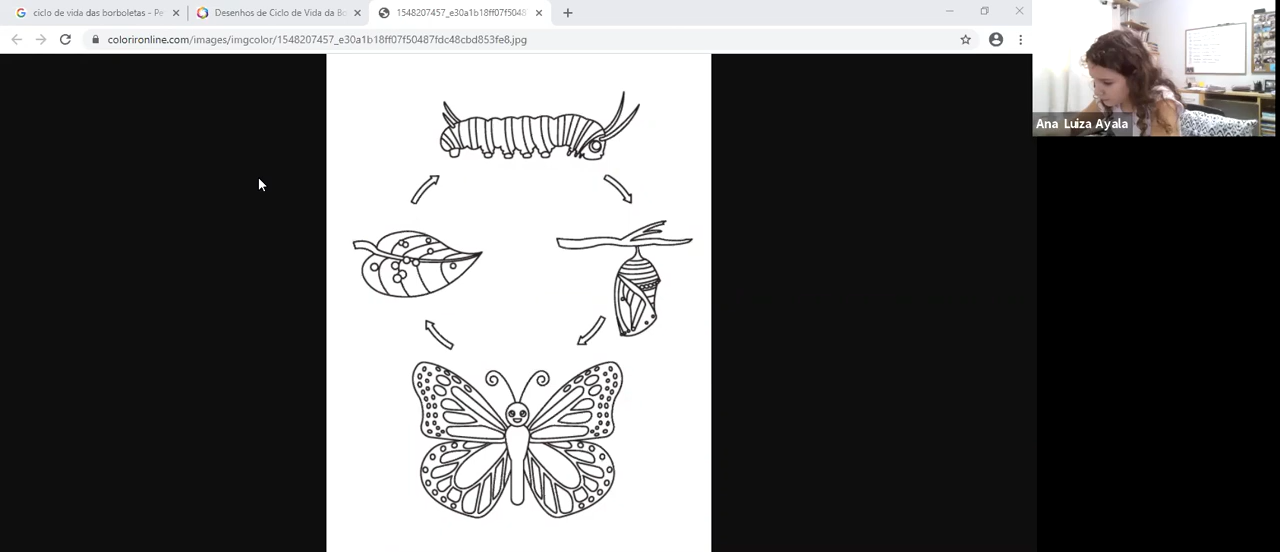 ciclo de vida das borboletas - Pe
Desenhos de Ciclo de Vida da Bo
1548207457_e30a1b18ff07f5048
colorironline.com/images/imgcolor/1548207457_e30a1b18ff07f50487fdc48cbd853fe8.jpg
Ana Luiza Ayala